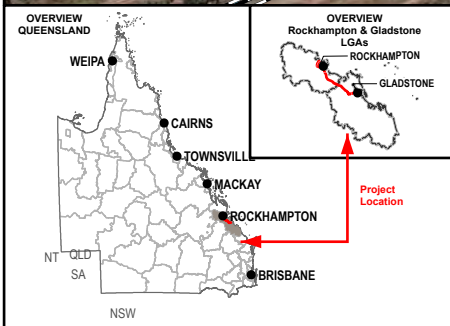 OVERVIEW
QUEENSLAND
WEIPA
CAIRNS
TOWNSVILLE
MACKAY
ROCKHAMPTON
BRISBANE
NT
QLD
SA
NSW
OVERVIEW
Rockhampton & Gladstone
LGAs
ROCKHAMPTON
GLADSTONE
Project
Location